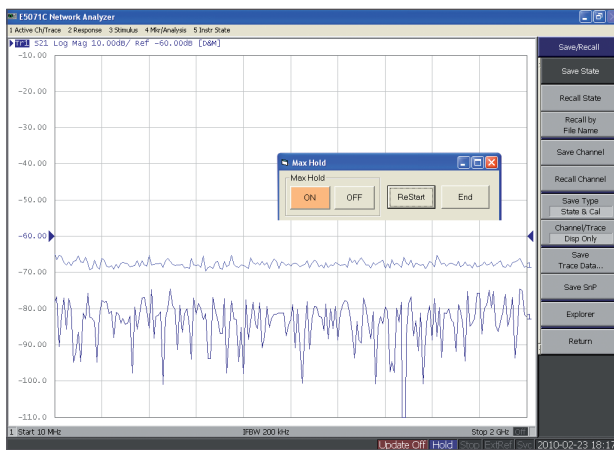 E5071C Network Analyzer
1 Active Ch/Trace 2 Response 3 Stimulus 4 Mkr/Analysis 5 Instr State
Tr1 S21 Log Mag 10.00dB/ Ref -60.00dB [D&M]
-10.00
-20.00
-30.00
-40.00
-50.00
-60.00
-70.00
-80.00
-90.00
-100.0
-110.0
Max Hold
Max Hold
ON OFF ReStart End
1
1
1 Start 10 MHz IFBW 200 kHz Stop 2 GHz Off
Update Off Hold Stop ExtRef Svc 2010-02-23 18:17
Save/Recall
Save State
Recall State
Recall by
File Name
Save Channel
Recall Channel
Save Type
State & Cal
Channel/Trace
Disp Only
Save
Trace Data...
Save SnP
Explorer
Return